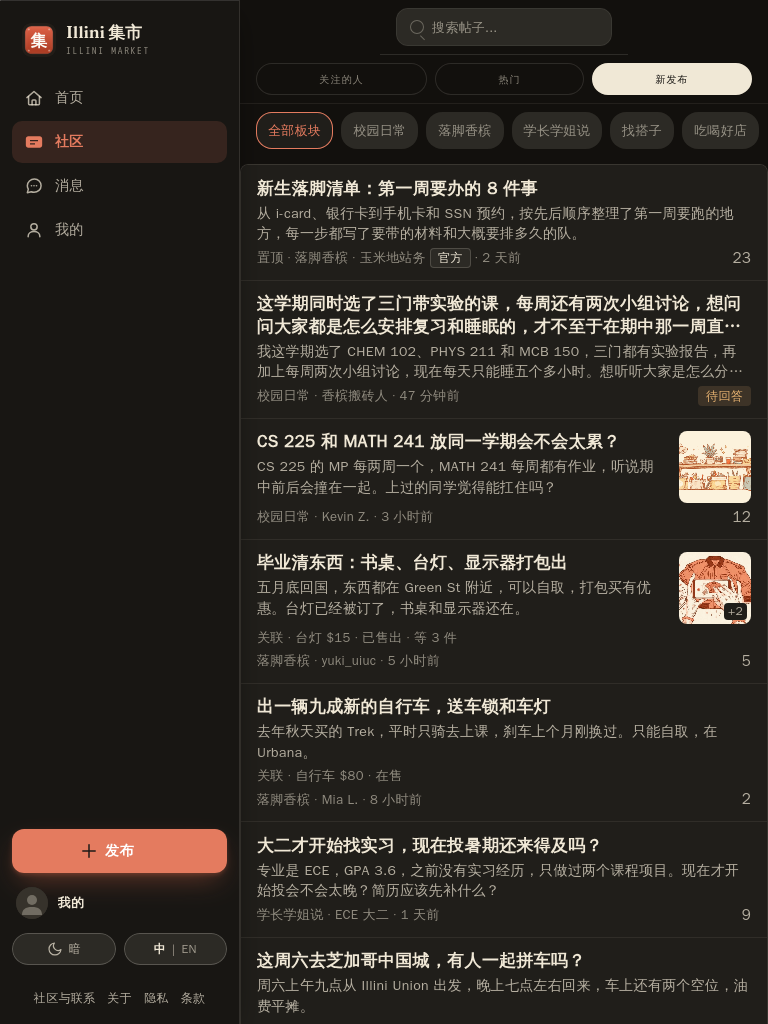 集
Illini 集市
ILLINI MARKET
首页
社区
消息
我的
搜索帖子...
关注的人
热门
新发布
全部板块
校园日常
落脚香槟
学长学姐说
找搭子
吃喝好店
新生落脚清单：第一周要办的 8 件事
从 i-card、银行卡到手机卡和 SSN 预约，按先后顺序整理了第一周要跑的地
方，每一步都写了要带的材料和大概要排多久的队。
置顶 · 落脚香槟 · 玉米地站务 官方 · 2 天前 23
这学期同时选了三门带实验的课，每周还有两次小组讨论，想问
问大家都是怎么安排复习和睡眠的，才不至于在期中那一周直…
我这学期选了 CHEM 102、PHYS 211 和 MCB 150，三门都有实验报告，再
加上每周两次小组讨论，现在每天只能睡五个多小时。想听听大家是怎么分…
校园日常 · 香槟搬砖人 · 47 分钟前 待回答
CS 225 和 MATH 241 放同一学期会不会太累？
CS 225 的 MP 每两周一个，MATH 241 每周都有作业，听说期
中前后会撞在一起。上过的同学觉得能扛住吗？
校园日常 · Kevin Z. · 3 小时前 12
毕业清东西：书桌、台灯、显示器打包出
五月底回国，东西都在 Green St 附近，可以自取，打包买有优
惠。台灯已经被订了，书桌和显示器还在。
+2
关联 · 台灯 $15 · 已售出 · 等 3 件
落脚香槟 · yuki_uiuc · 5 小时前 5
出一辆九成新的自行车，送车锁和车灯
去年秋天买的 Trek，平时只骑去上课，刹车上个月刚换过。只能自取，在
Urbana。
关联 · 自行车 $80 · 在售
落脚香槟 · Mia L. · 8 小时前 2
大二才开始找实习，现在投暑期还来得及吗？
专业是 ECE，GPA 3.6，之前没有实习经历，只做过两个课程项目。现在才开
始投会不会太晚？简历应该先补什么？
学长学姐说 · ECE 大二 · 1 天前 9
这周六去芝加哥中国城，有人一起拼车吗？
周六上午九点从 Illini Union 出发，晚上七点左右回来，车上还有两个空位，油
费平摊。
发布
我的
暗
中 | EN
社区与联系 关于 隐私 条款